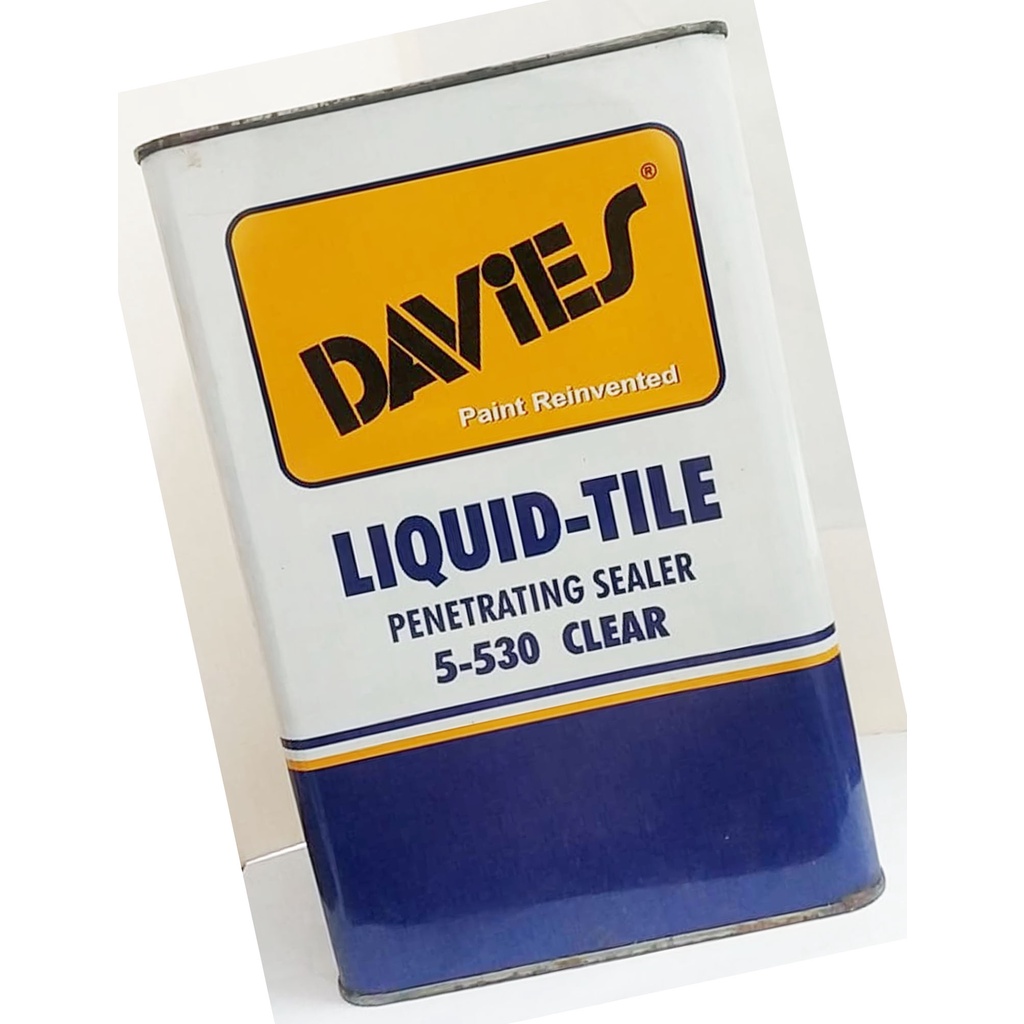 DAViES®
Paint Reinvented
LIQUID-TILE
PENETRATING SEALER
5-530 CLEAR